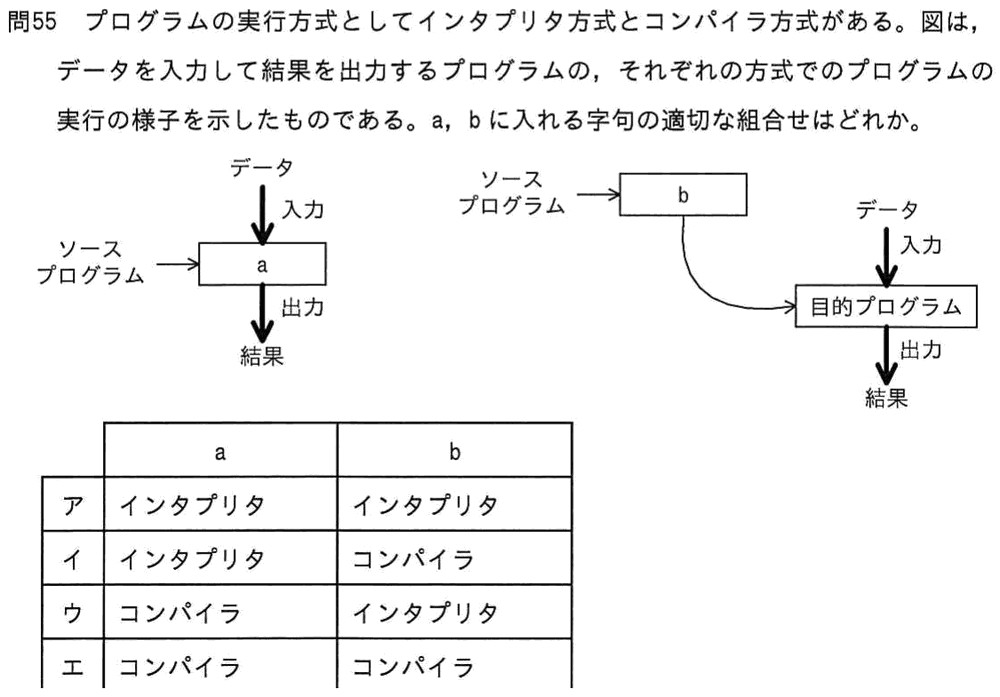 問55　プログラムの実行方式としてインタプリタ方式とコンパイラ方式がある。図は,
データを入力して結果を出力するプログラムの, それぞれの方式でのプログラムの
実行の様子を示したものである。a, bに入れる字句の適切な組合せはどれか。
データ
入力
ソース
プログラム
a
出力
結果
ソース
プログラム
b
データ
入力
目的プログラム
出力
結果
a b
ア インタプリタ インタプリタ
イ インタプリタ コンパイラ
ウ コンパイラ インタプリタ
エ コンパイラ コンパイラ